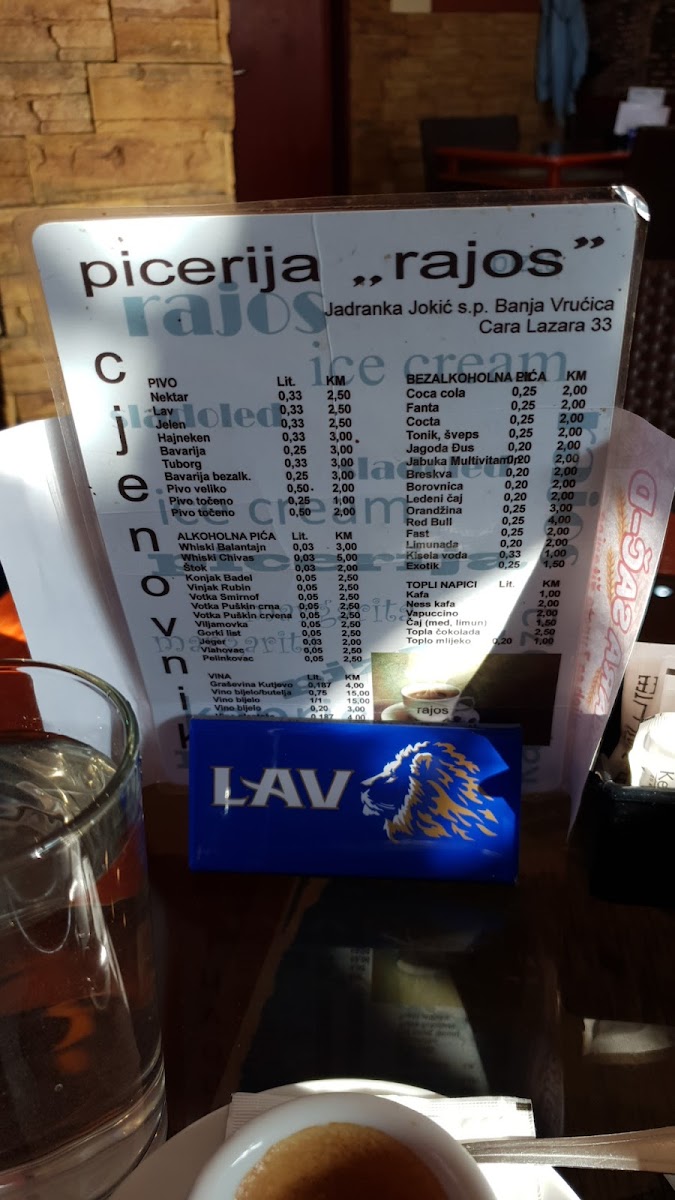 picerija „rajos”
rajos
Jadranka Jokić s.p. Banja Vrućica
Cara Lazara 33
ice cream
cjenovnik
sladoled
PIVO Lit. KM
Nektar 0,33 2,50
Lav 0,33 2,50
Jelen 0,33 2,50
Hajneken 0,33 3,00
Bavarija 0,25 3,00
Tuborg 0,33 3,00
Bavarija bezalk. 0,33 3,00
Pivo veliko 0,50 2,00
Pivo točeno 0,25 1,00
Pivo točeno 0,50 2,00
ice cream
picerija
ALKOHOLNA PIĆA Lit. KM
Whiski Balantajn 0,03 3,00
Whiski Chivas 0,03 5,00
Štok 0,03 2,00
Konjak Badel 0,05 2,50
Vinjak Rubin 0,05 2,50
Votka Smirnof 0,05 2,50
Votka Puškin crna 0,05 2,50
Votka Puškin crvena 0,05 2,50
Viljamovka 0,05 2,50
Gorki list 0,05 2,50
Jeger 0,03 2,00
Vlahovac 0,05 2,50
Pelinkovac 0,05 2,50
VINA Lit. KM
Graševina Kutjevo 0,187 4,00
Vino bijelo/butelja 0,75 15,00
Vino bijelo 1/1 15,00
Vino bijelo 0,20 3,00
0,187 4,00
BEZALKOHOLNA PIĆA KM
Coca cola 0,25 2,00
Fanta 0,25 2,00
Cocta 0,25 2,00
Tonik, šveps 0,25 2,00
Jagoda Đus 0,20 2,00
Jabuka Multivitamin 0,20 2,00
Breskva 0,20 2,00
Borovnica 0,20 2,00
Ledeni čaj 0,20 2,00
Orandžina 0,25 3,00
Red Bull 0,25 4,00
Fast 0,25 2,00
Limunada 0,20 2,00
Kisela voda 0,33 1,00
Exotik 0,25 1,50
TOPLI NAPICI Lit. KM
Kafa 1,00
Ness kafa 2,00
Vapuccino 2,00
Čaj (med, limun) 1,50
Topla čokolada 2,00
Toplo mlijeko 0,20 1,00
rajos
LAV